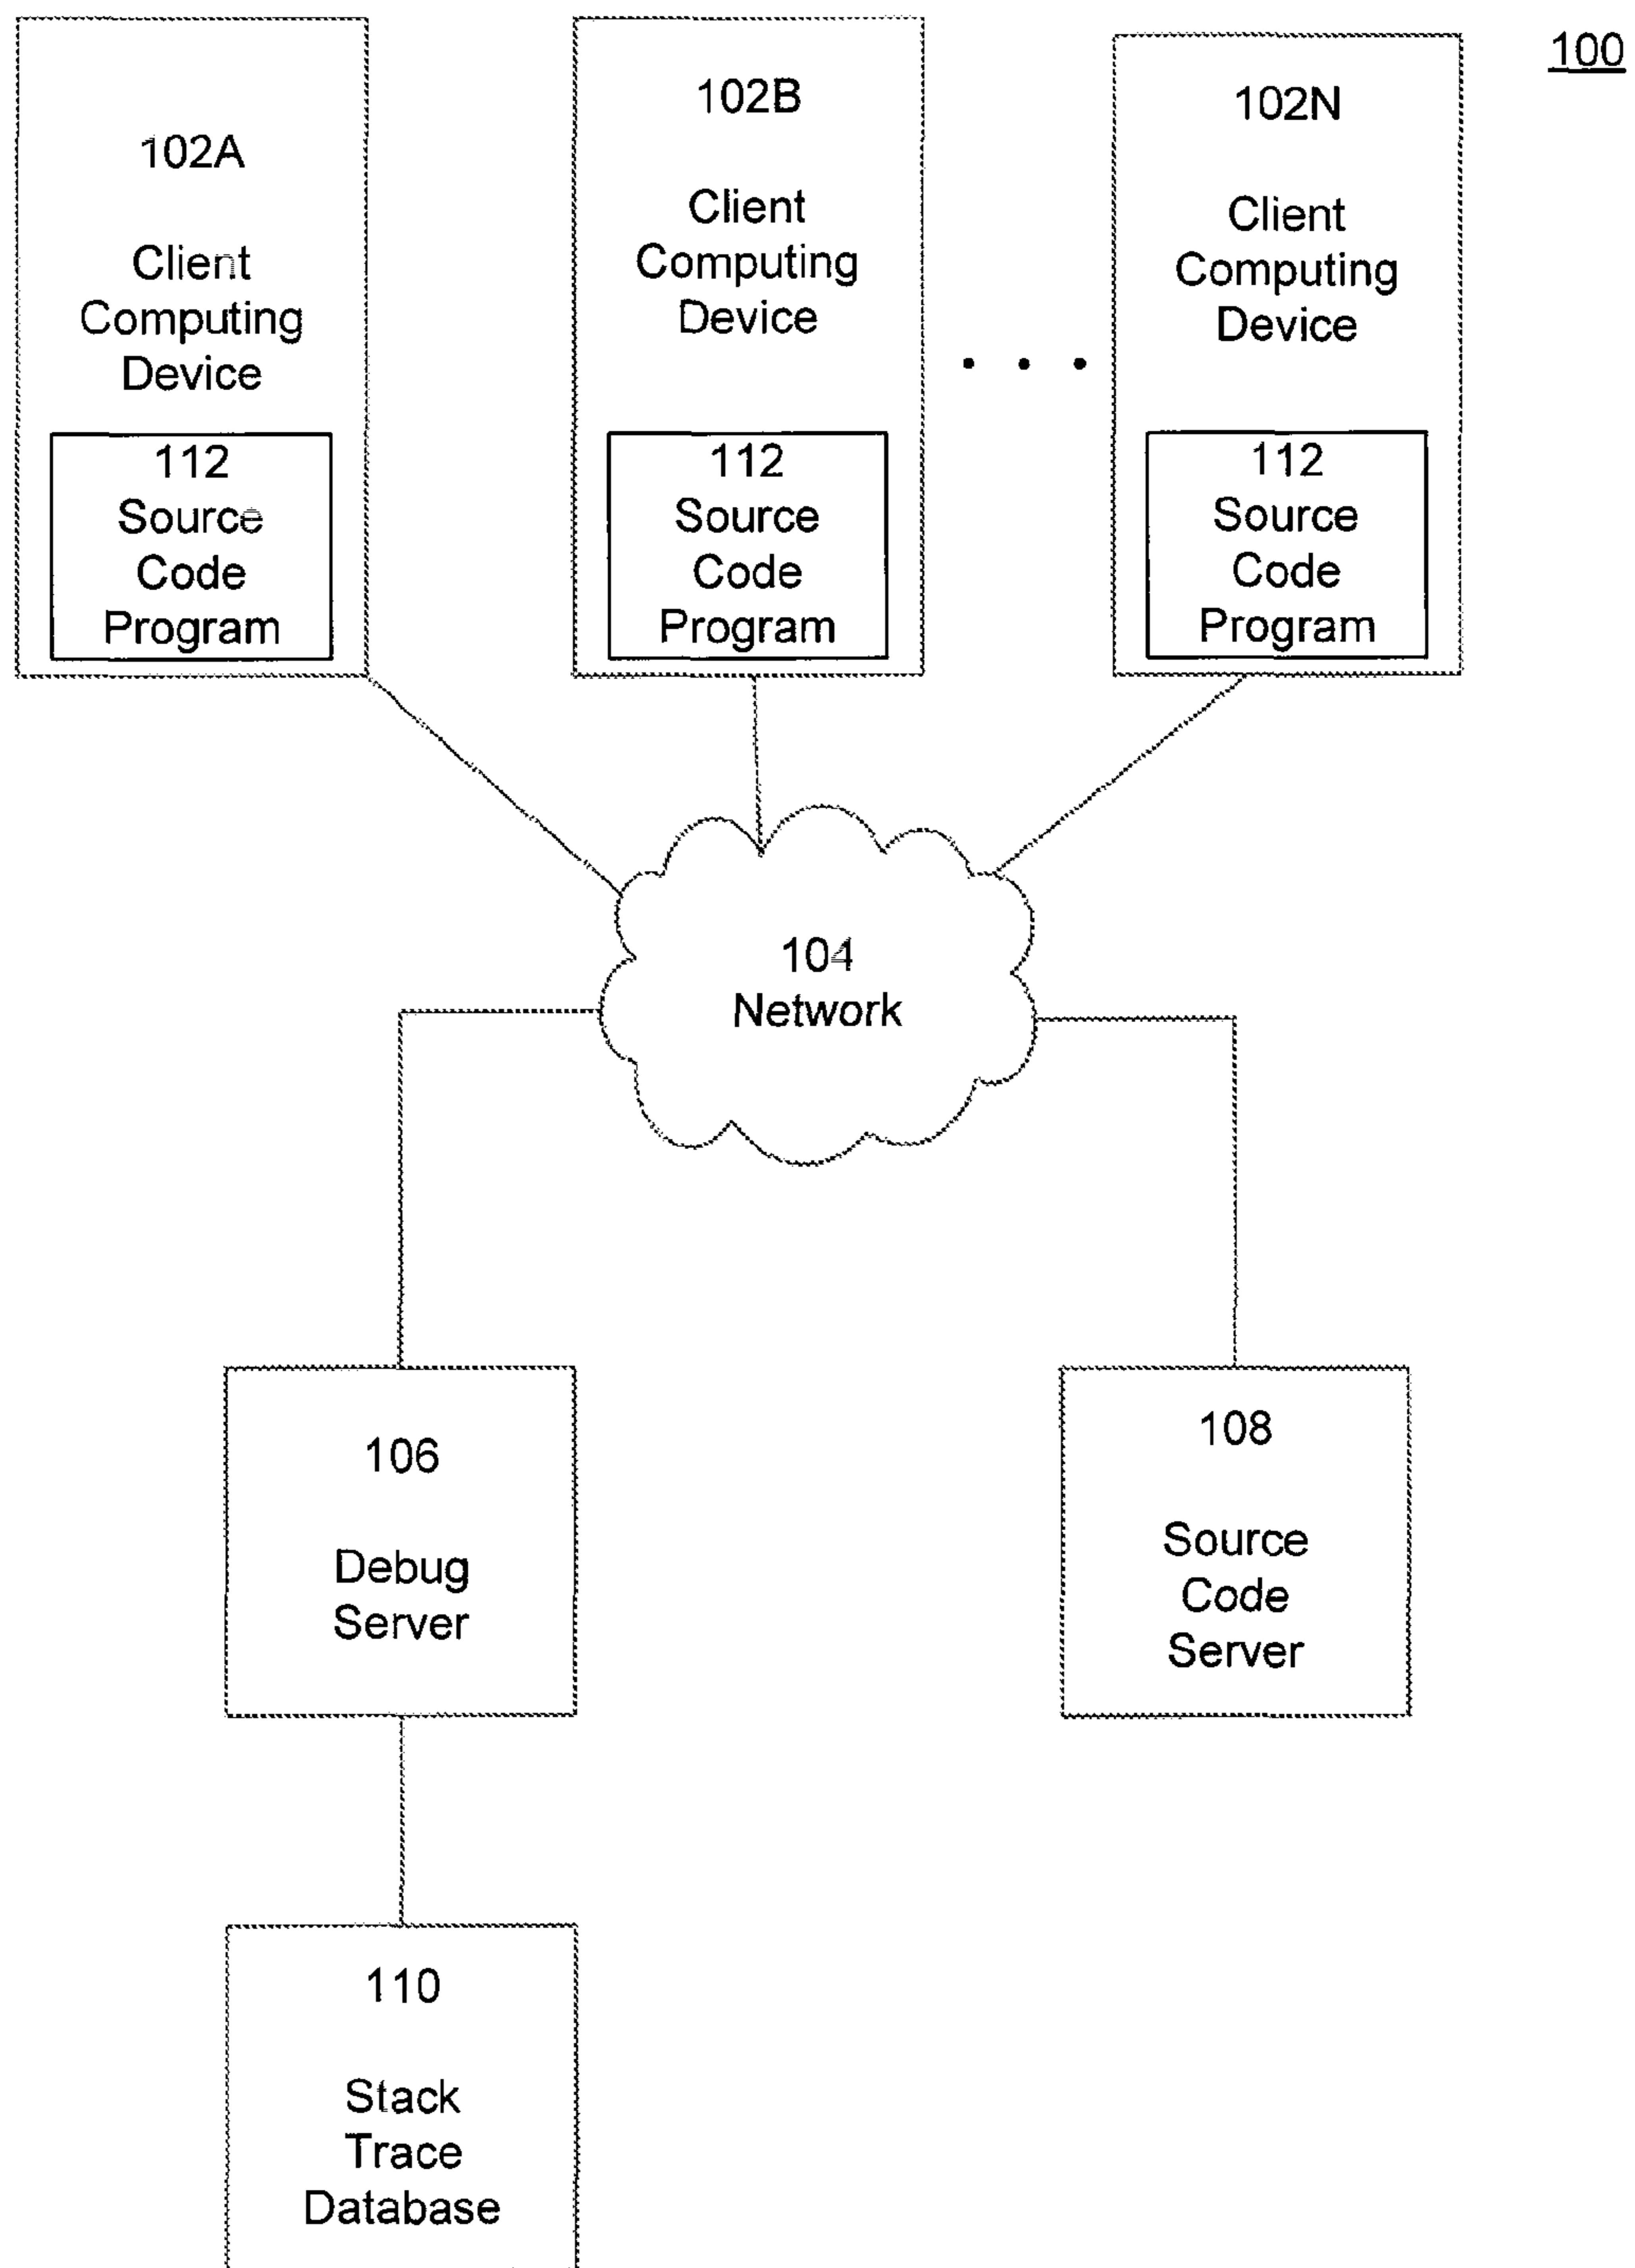 100
102A
Client
Computing
Device
112
Source
Code
Program
102B
Client
Computing
Device
112
Source
Code
Program
. . .
102N
Client
Computing
Device
112
Source
Code
Program
104
Network
106
Debug
Server
108
Source
Code
Server
110
Stack
Trace
Database